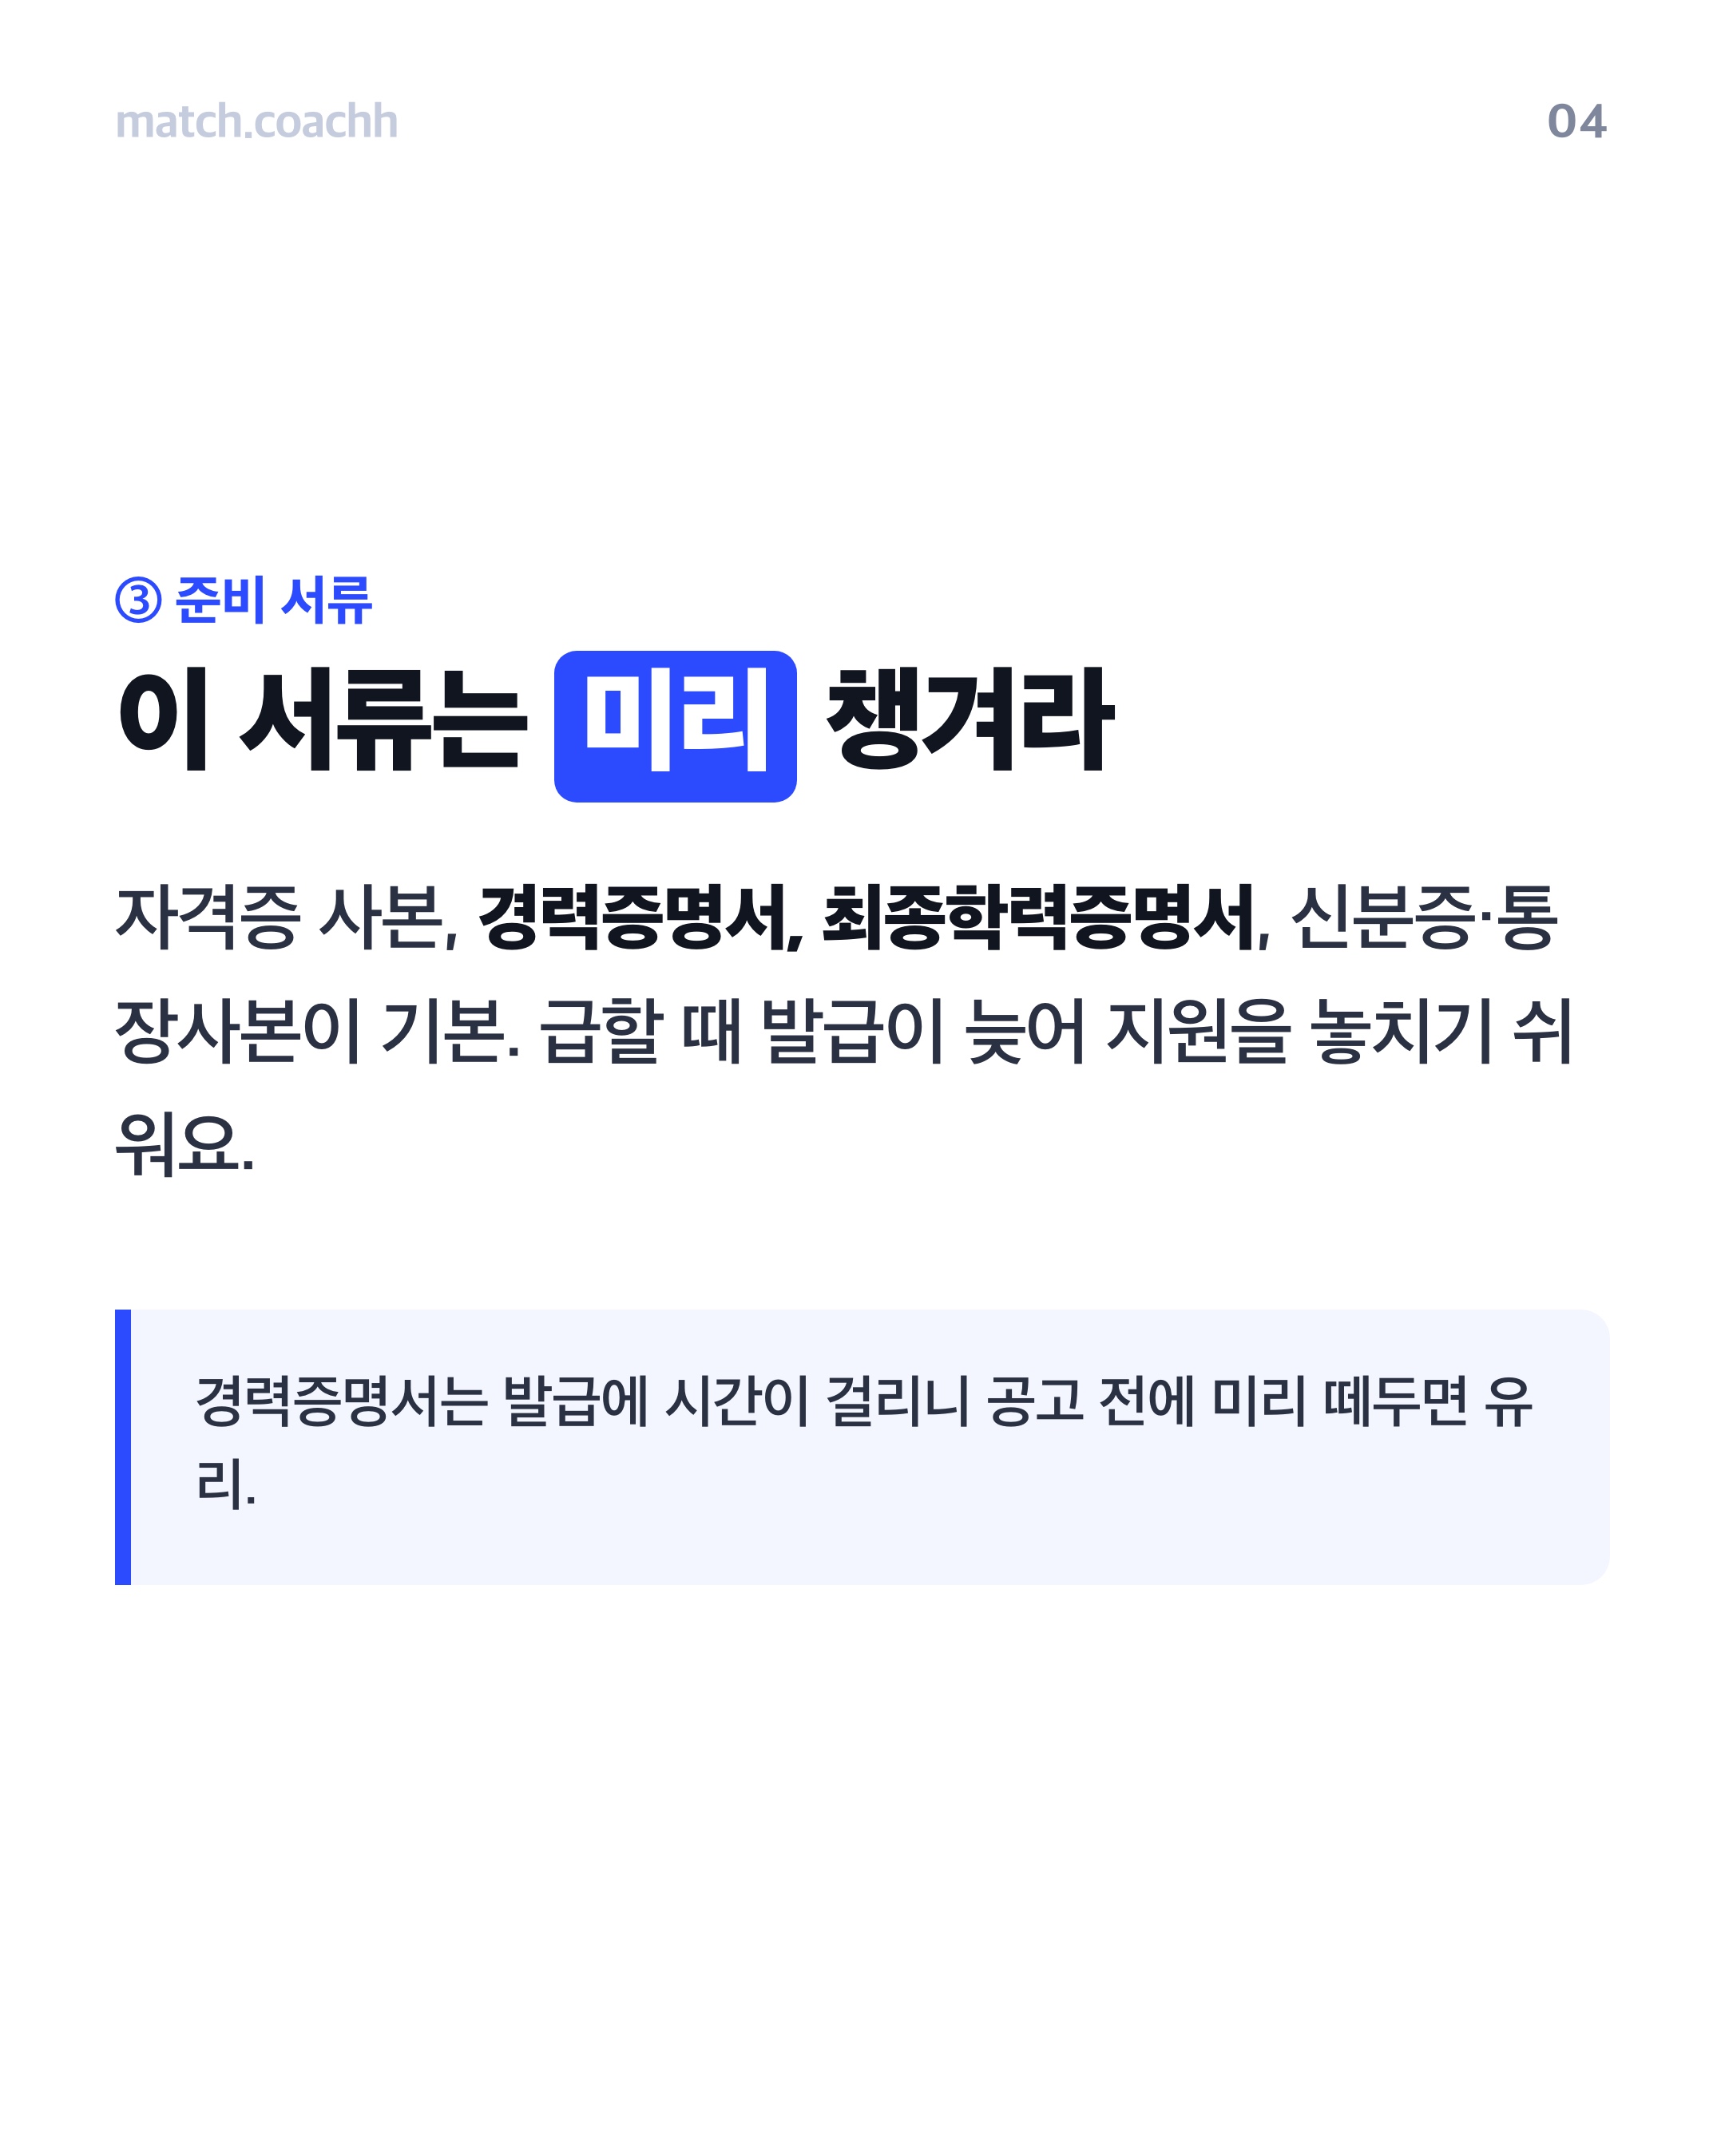 match.coachh 04
③ 준비 서류
이 서류는 미리 챙겨라
자격증 사본, 경력증명서, 최종학력증명서, 신분증·통
장사본이 기본. 급할 때 발급이 늦어 지원을 놓치기 쉬
워요.
경력증명서는 발급에 시간이 걸리니 공고 전에 미리 떼두면 유
리.